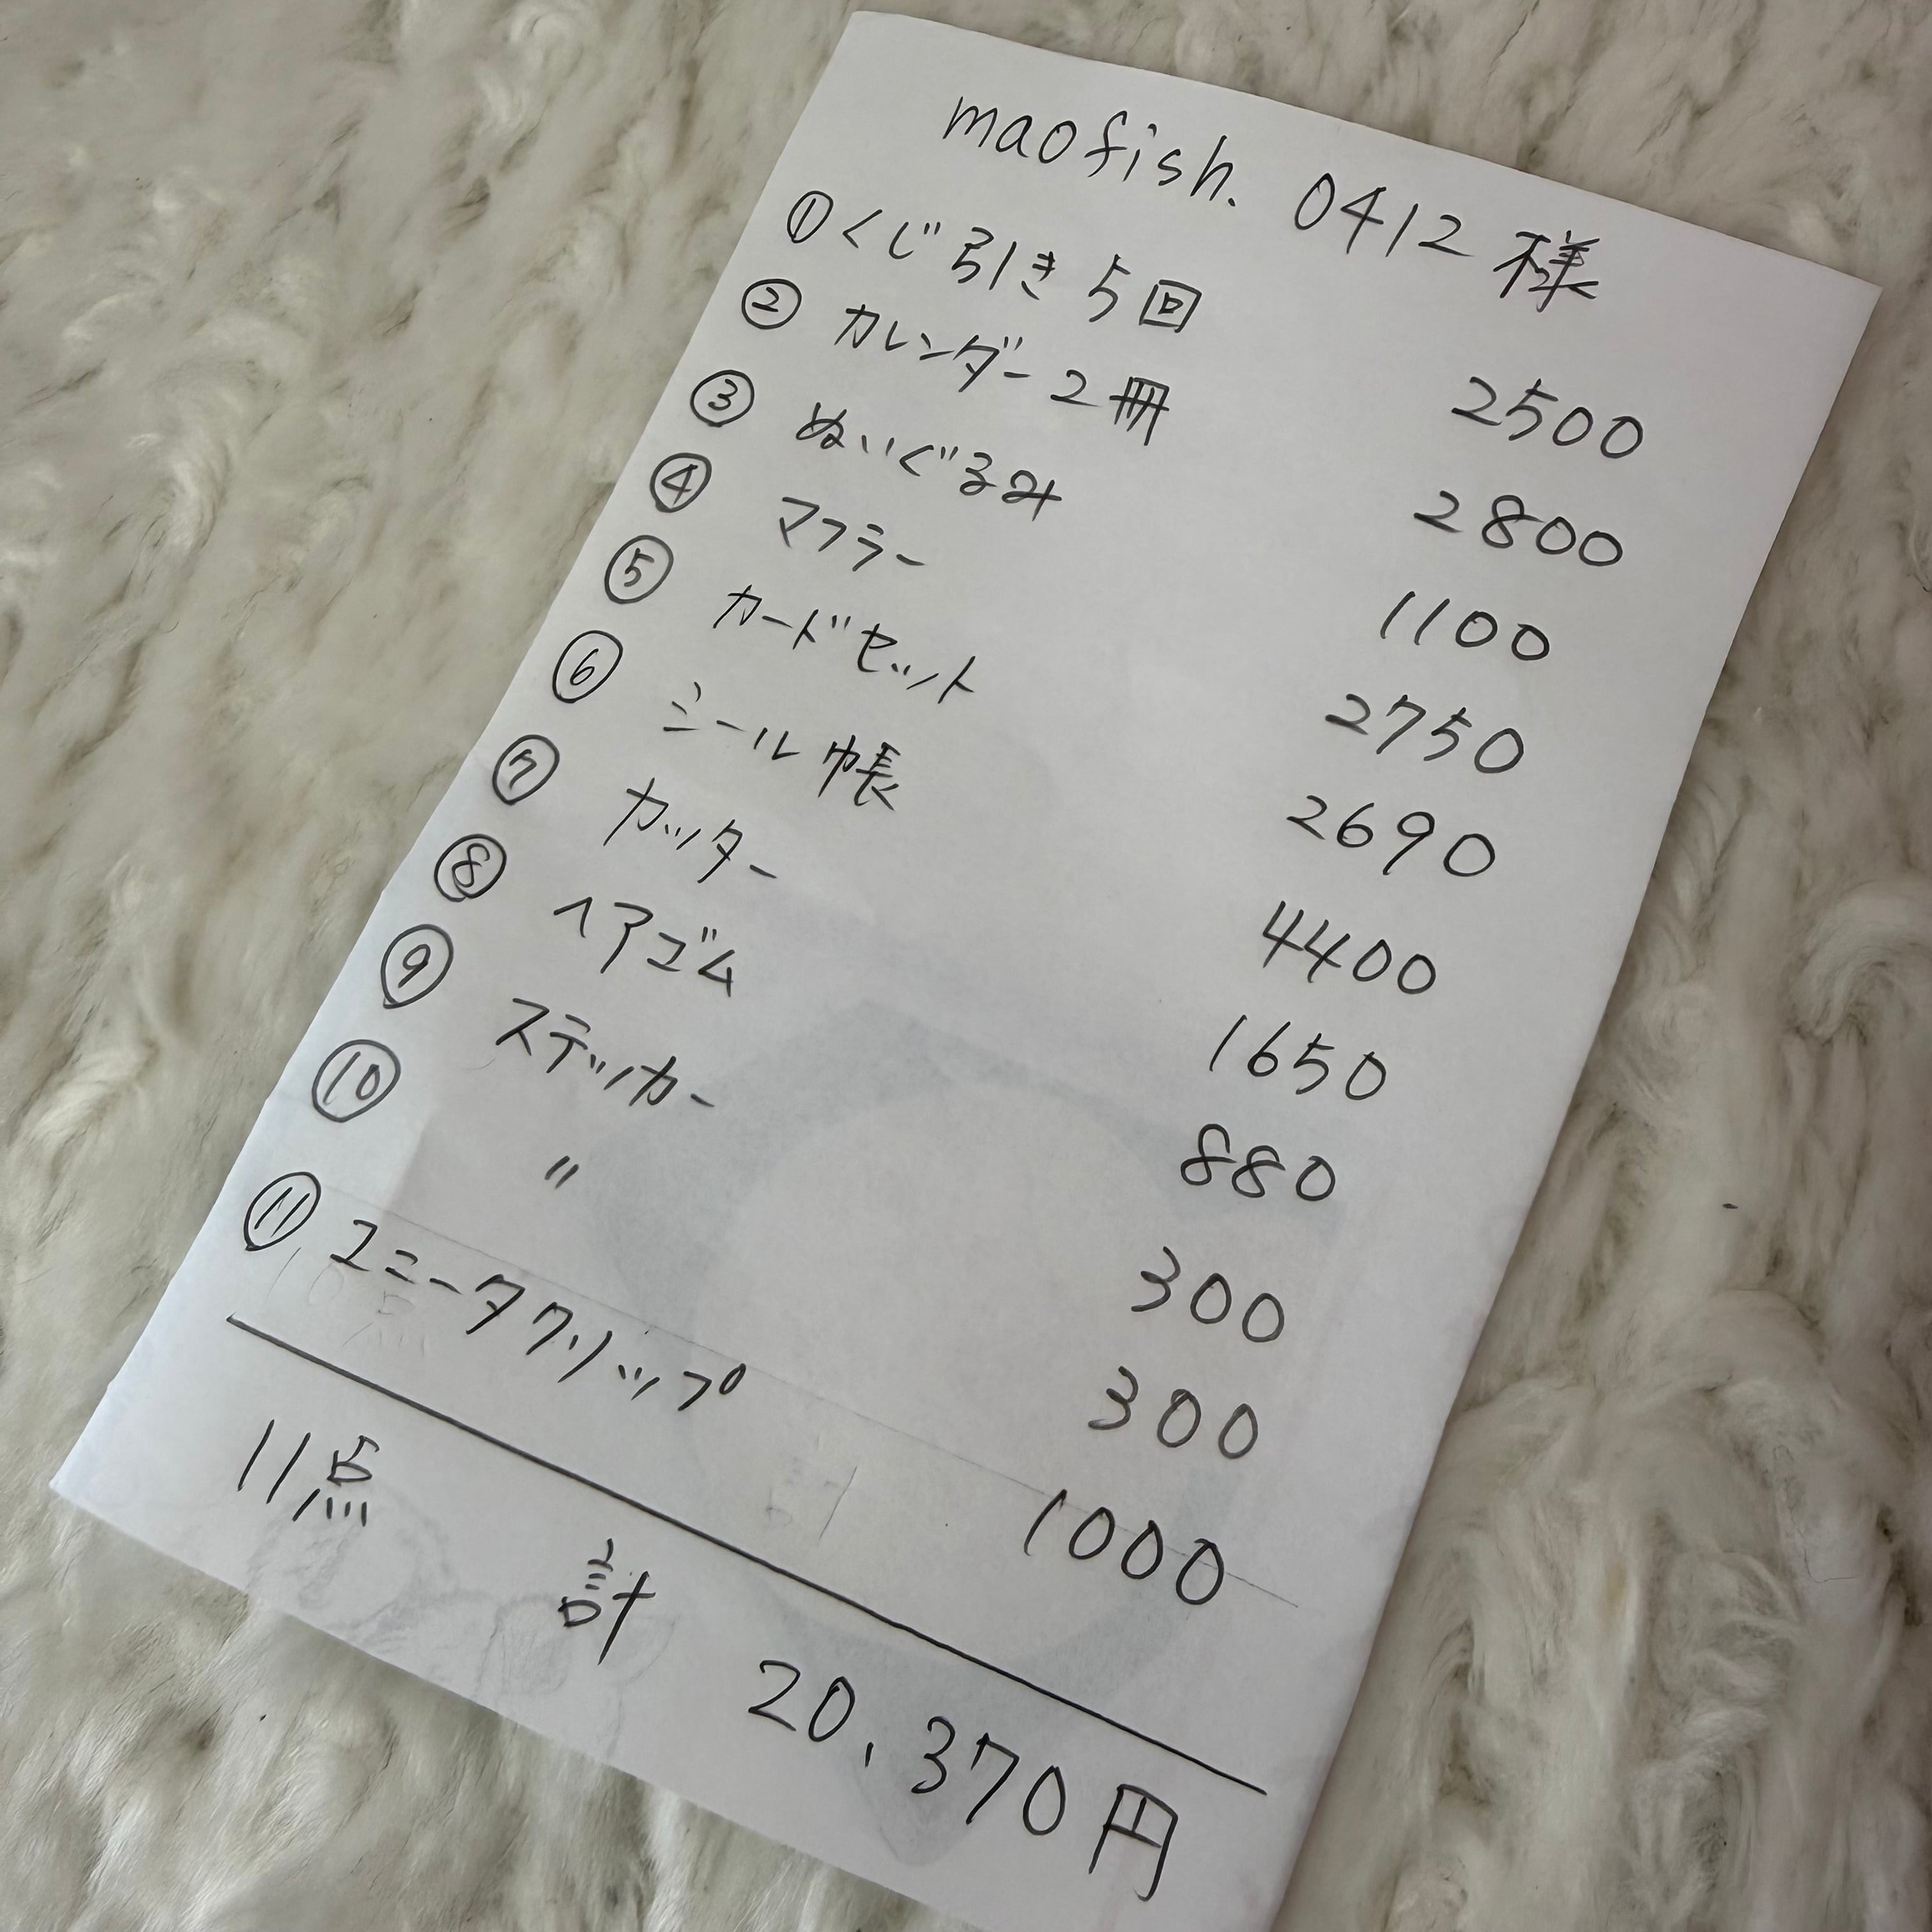 maofish. 0412 様
① くじ引き 5回 2500
② カレンダー 2冊 2800
③ ぬいぐるみ 1100
④ マフラー 2750
⑤ カードセット 2690
⑥ シール帳 4400
⑦ カッター 1650
⑧ ヘアゴム 880
⑨ ステッカー 300
⑩ 〃 300
⑪ ユニータクリップ 1000
11点 計 20,370円